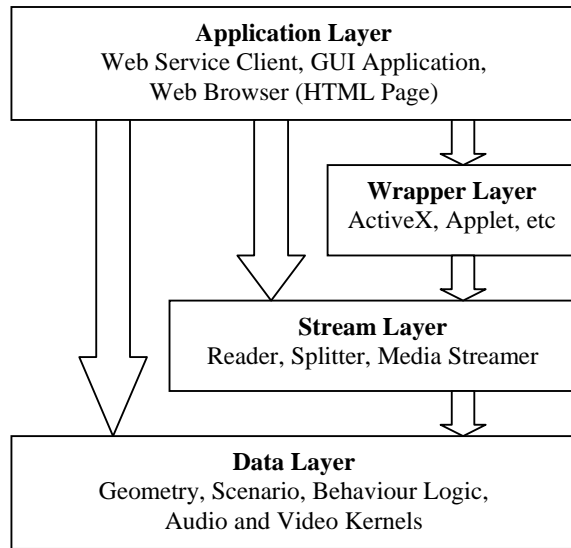 Application Layer
Web Service Client, GUI Application,
Web Browser (HTML Page)
Wrapper Layer
ActiveX, Applet, etc
Stream Layer
Reader, Splitter, Media Streamer
Data Layer
Geometry, Scenario, Behaviour Logic,
Audio and Video Kernels